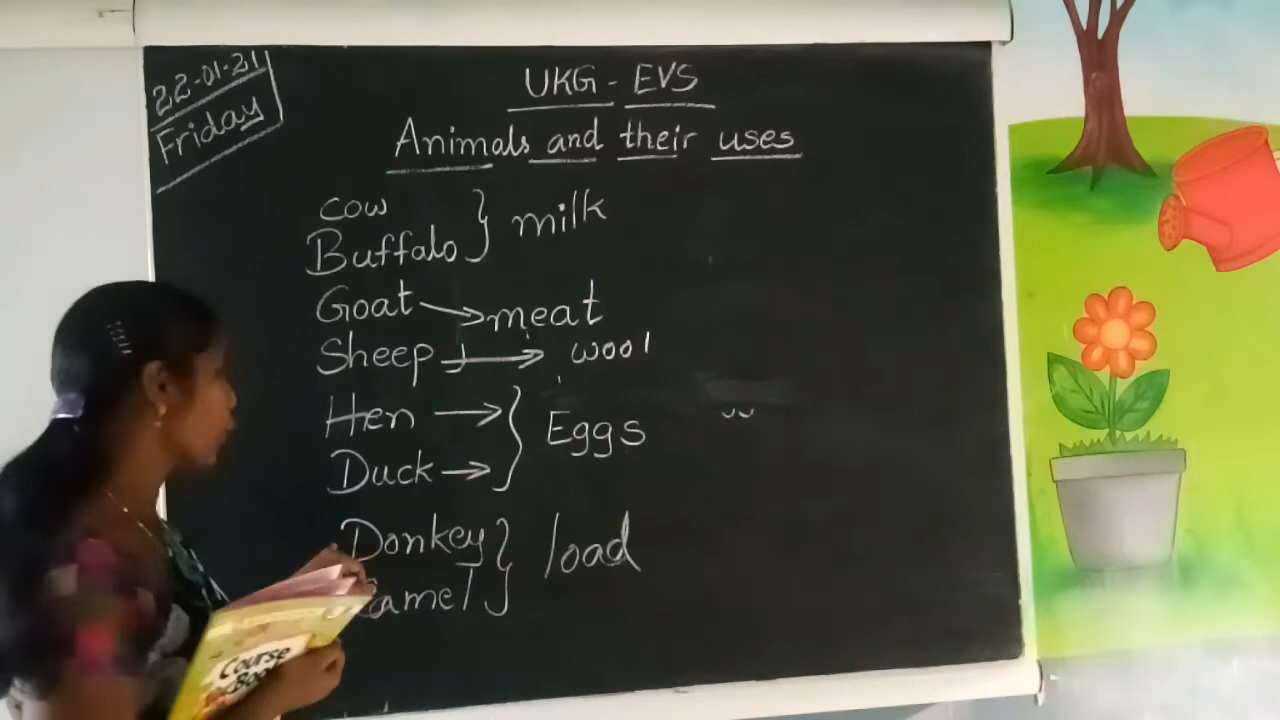 22-01-21
Friday
UKG - EVS
Animals and their uses
Cow
Buffalo } milk
Goat → meat
Sheep → wool
Hen →
Duck → } Eggs
Donkey
Camel } load
Course
Book